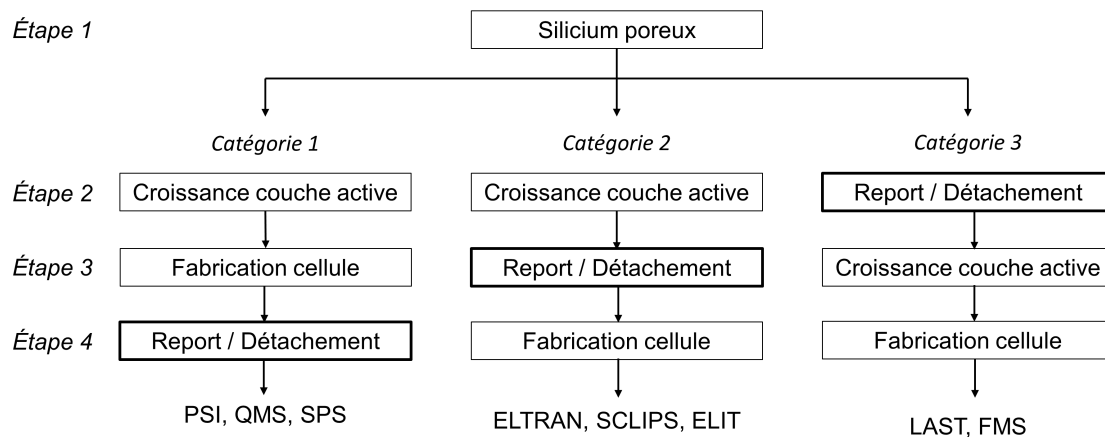 Étape 1
Silicium poreux
Catégorie 1
Catégorie 2
Catégorie 3
Étape 2
Croissance couche active
Croissance couche active
Report / Détachement
Étape 3
Fabrication cellule
Report / Détachement
Croissance couche active
Étape 4
Report / Détachement
Fabrication cellule
Fabrication cellule
PSI, QMS, SPS
ELTRAN, SCLIPS, ELIT
LAST, FMS